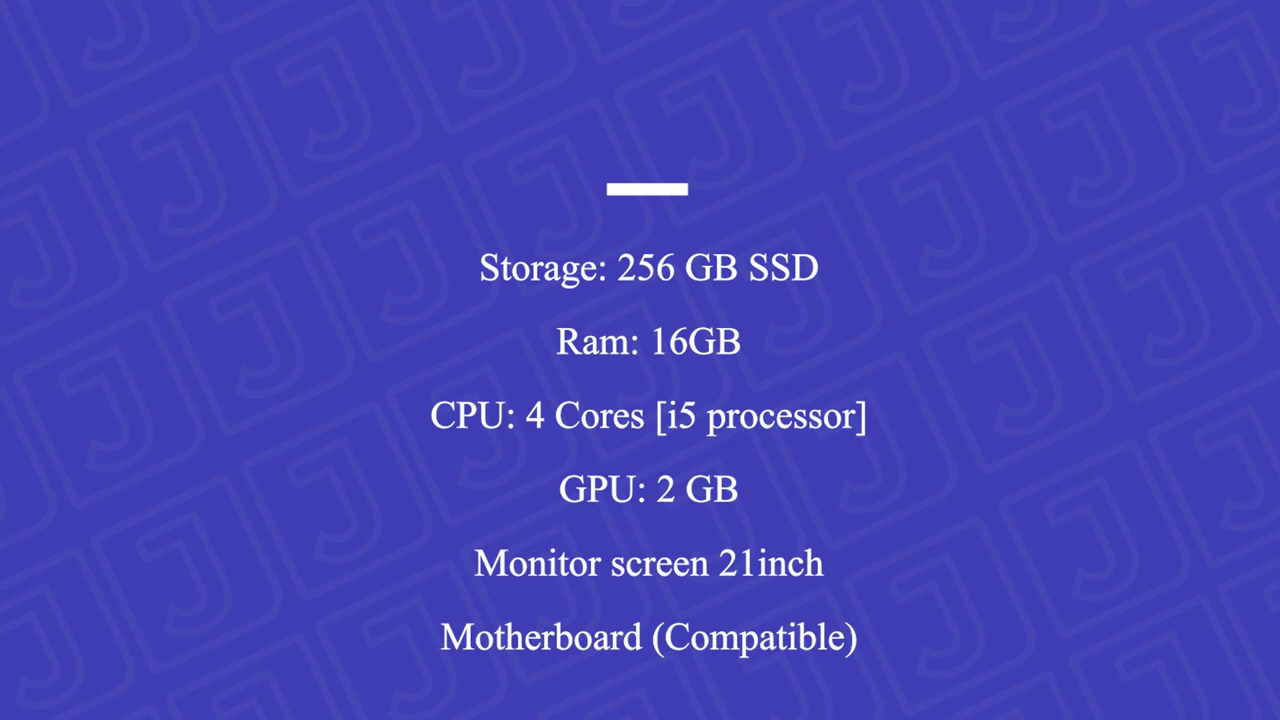 Storage: 256 GB SSD
Ram: 16GB
CPU: 4 Cores [i5 processor]
GPU: 2 GB
Monitor screen 21inch
Motherboard (Compatible)